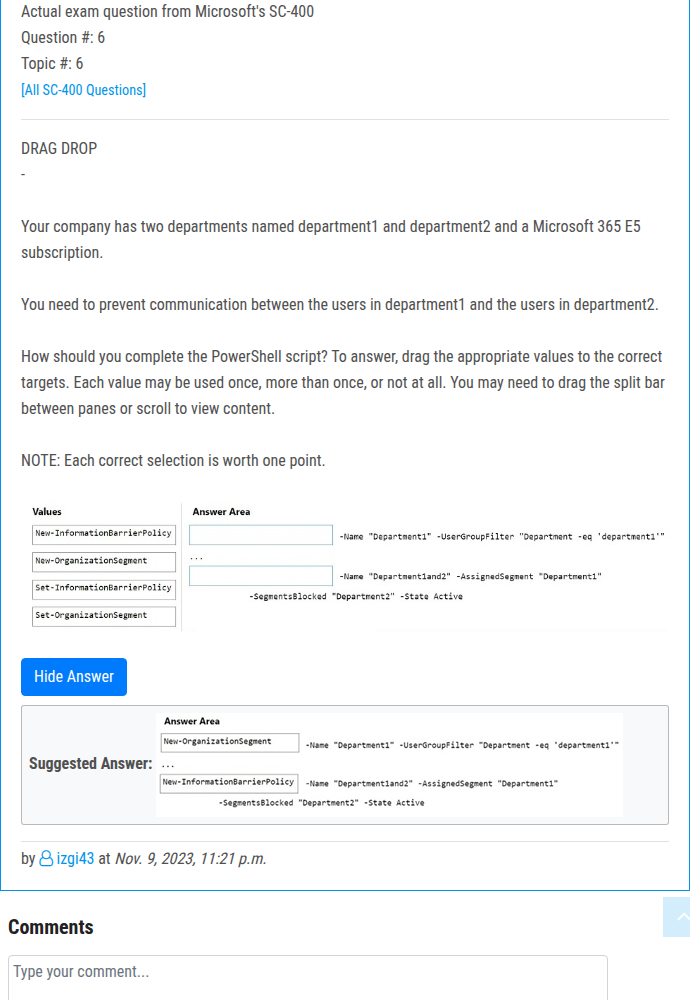 Actual exam question from Microsoft's SC-400
Question #: 6
Topic #: 6
[All SC-400 Questions]
DRAG DROP
-
Your company has two departments named department1 and department2 and a Microsoft 365 E5
subscription.
You need to prevent communication between the users in department1 and the users in department2.
How should you complete the PowerShell script? To answer, drag the appropriate values to the correct
targets. Each value may be used once, more than once, or not at all. You may need to drag the split bar
between panes or scroll to view content.
NOTE: Each correct selection is worth one point.
Values
New-InformationBarrierPolicy
New-OrganizationSegment
Set-InformationBarrierPolicy
Set-OrganizationSegment
Answer Area
-Name "Department1" -UserGroupFilter "Department -eq 'department1'"
...
-Name "Department1and2" -AssignedSegment "Department1"
-SegmentsBlocked "Department2" -State Active
Hide Answer
Suggested Answer:
Answer Area
New-OrganizationSegment -Name "Department1" -UserGroupFilter "Department -eq 'department1'"
...
New-InformationBarrierPolicy -Name "Department1and2" -AssignedSegment "Department1"
-SegmentsBlocked "Department2" -State Active
by izgi43 at Nov. 9, 2023, 11:21 p.m.
Comments
Type your comment...